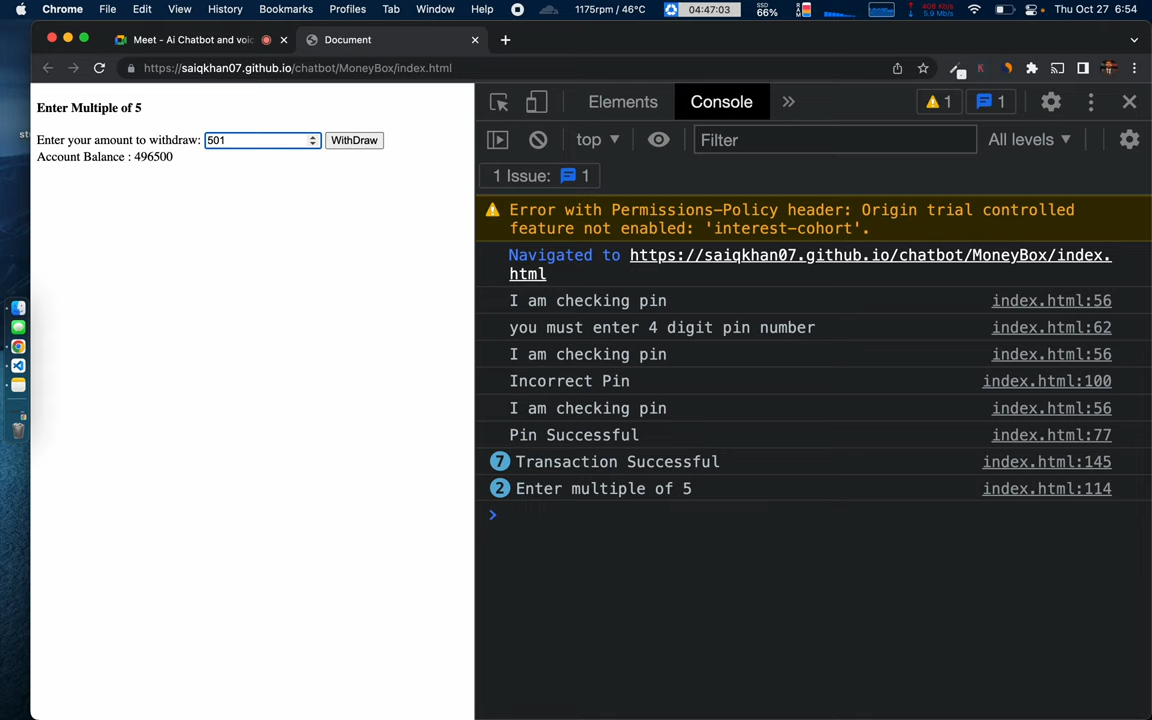 Chrome File Edit View History Bookmarks Profiles Tab Window Help 1175rpm / 46°C 04:47:03 SSD 66% 406 KB/s 5.9 MB/s Thu Oct 27 6:54
Meet - Ai Chatbot and voic
Document
https://saiqkhan07.github.io/chatbot/MoneyBox/index.html
Enter Multiple of 5
Enter your amount to withdraw: 501 WithDraw
Account Balance : 496500
Elements Console 1 1
top Filter All levels
1 Issue: 1
Error with Permissions-Policy header: Origin trial controlled
feature not enabled: 'interest-cohort'.
Navigated to https://saiqkhan07.github.io/chatbot/MoneyBox/index.
html
I am checking pin index.html:56
you must enter 4 digit pin number index.html:62
I am checking pin index.html:56
Incorrect Pin index.html:100
I am checking pin index.html:56
Pin Successful index.html:77
7 Transaction Successful index.html:145
2 Enter multiple of 5 index.html:114